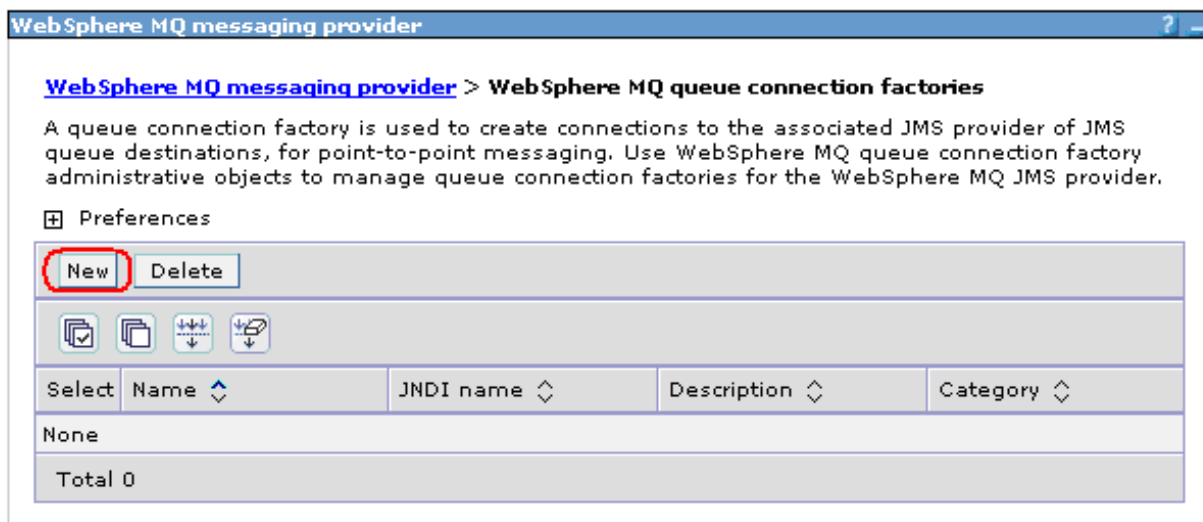 WebSphere MQ messaging provider ? _
WebSphere MQ messaging provider > WebSphere MQ queue connection factories
A queue connection factory is used to create connections to the associated JMS provider of JMS
queue destinations, for point-to-point messaging. Use WebSphere MQ queue connection factory
administrative objects to manage queue connection factories for the WebSphere MQ JMS provider.
Preferences
New Delete
Select Name JNDI name Description Category
None
Total 0